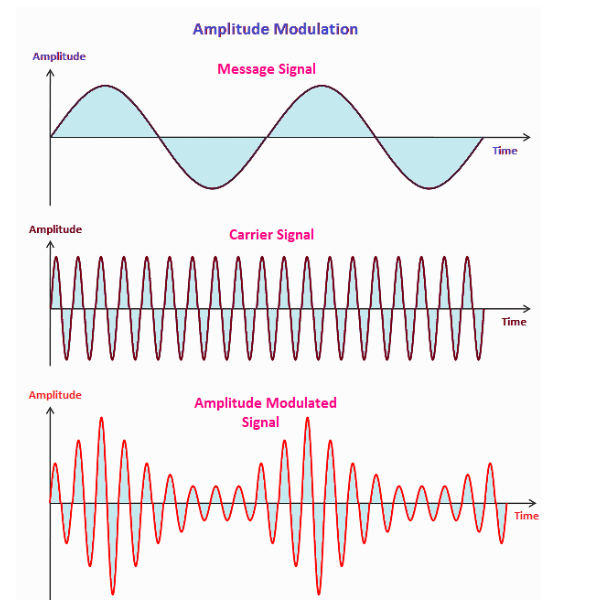 Amplitude Modulation
Amplitude
Message Signal
Time
Amplitude
Carrier Signal
Time
Amplitude
Amplitude Modulated
Signal
Time